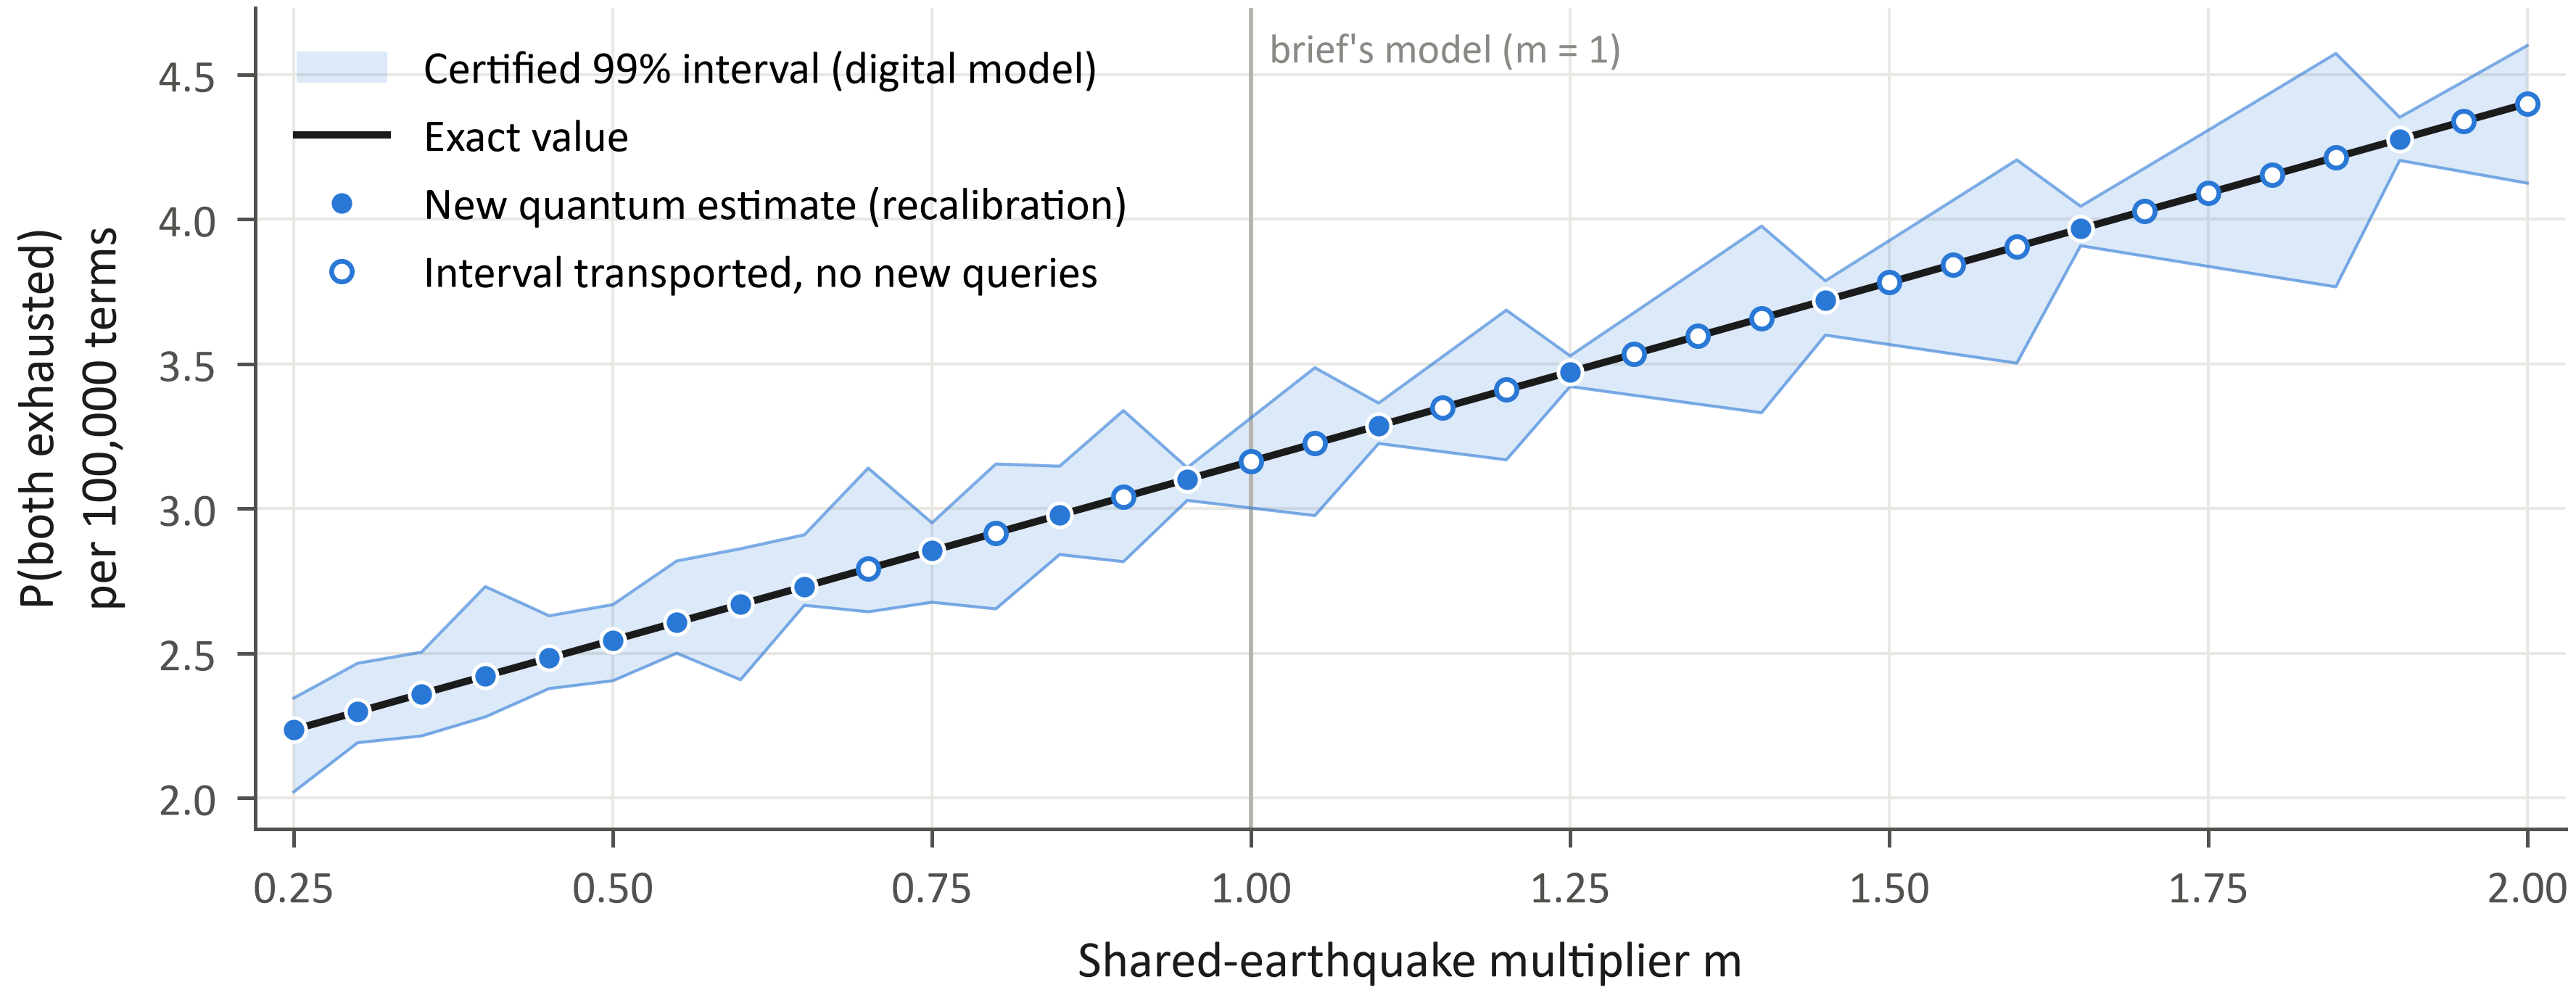 brief's model (m = 1)
Certified 99% interval (digital model)
Exact value
New quantum estimate (recalibration)
Interval transported, no new queries
P(both exhausted)
per 100,000 terms
4.5
4.0
3.5
3.0
2.5
2.0
0.25 0.50 0.75 1.00 1.25 1.50 1.75 2.00
Shared-earthquake multiplier m